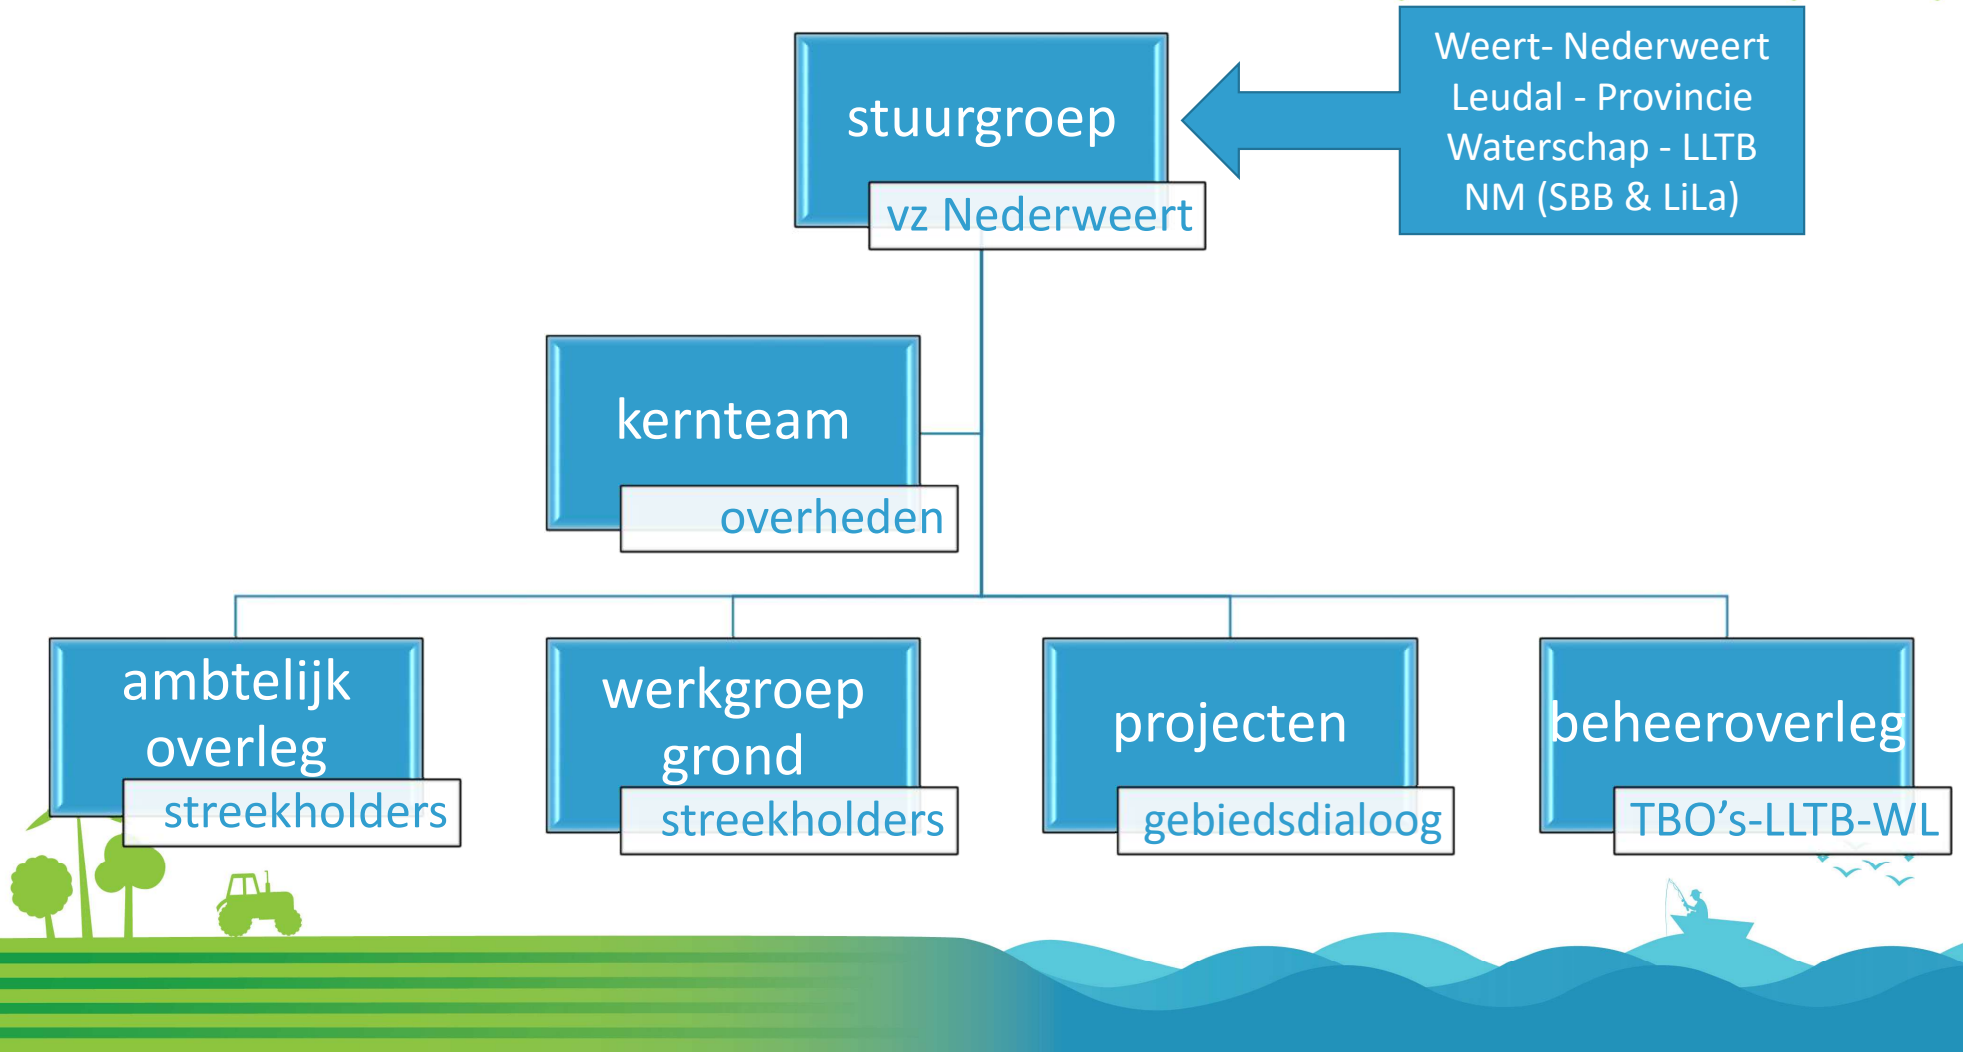 stuurgroep
vz Nederweert
Weert- Nederweert
Leudal - Provincie
Waterschap - LLTB
NM (SBB & LiLa)
kernteam
overheden
ambtelijk
overleg
streekholders
werkgroep
grond
streekholders
projecten
gebiedsdialoog
beheeroverleg
TBO's-LLTB-WL